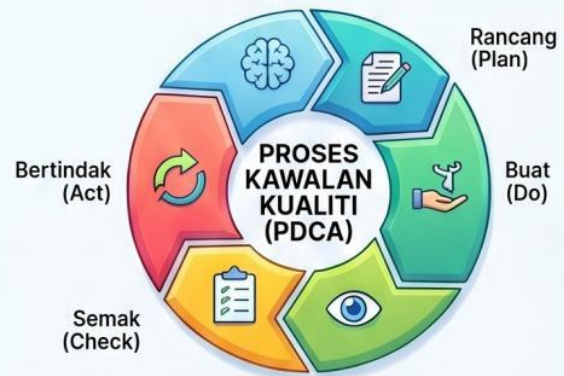 Rancang
(Plan)
Bertindak
(Act)
PROSES
KAWALAN
KUALITI
(PDCA)
Buat
(Do)
Semak
(Check)